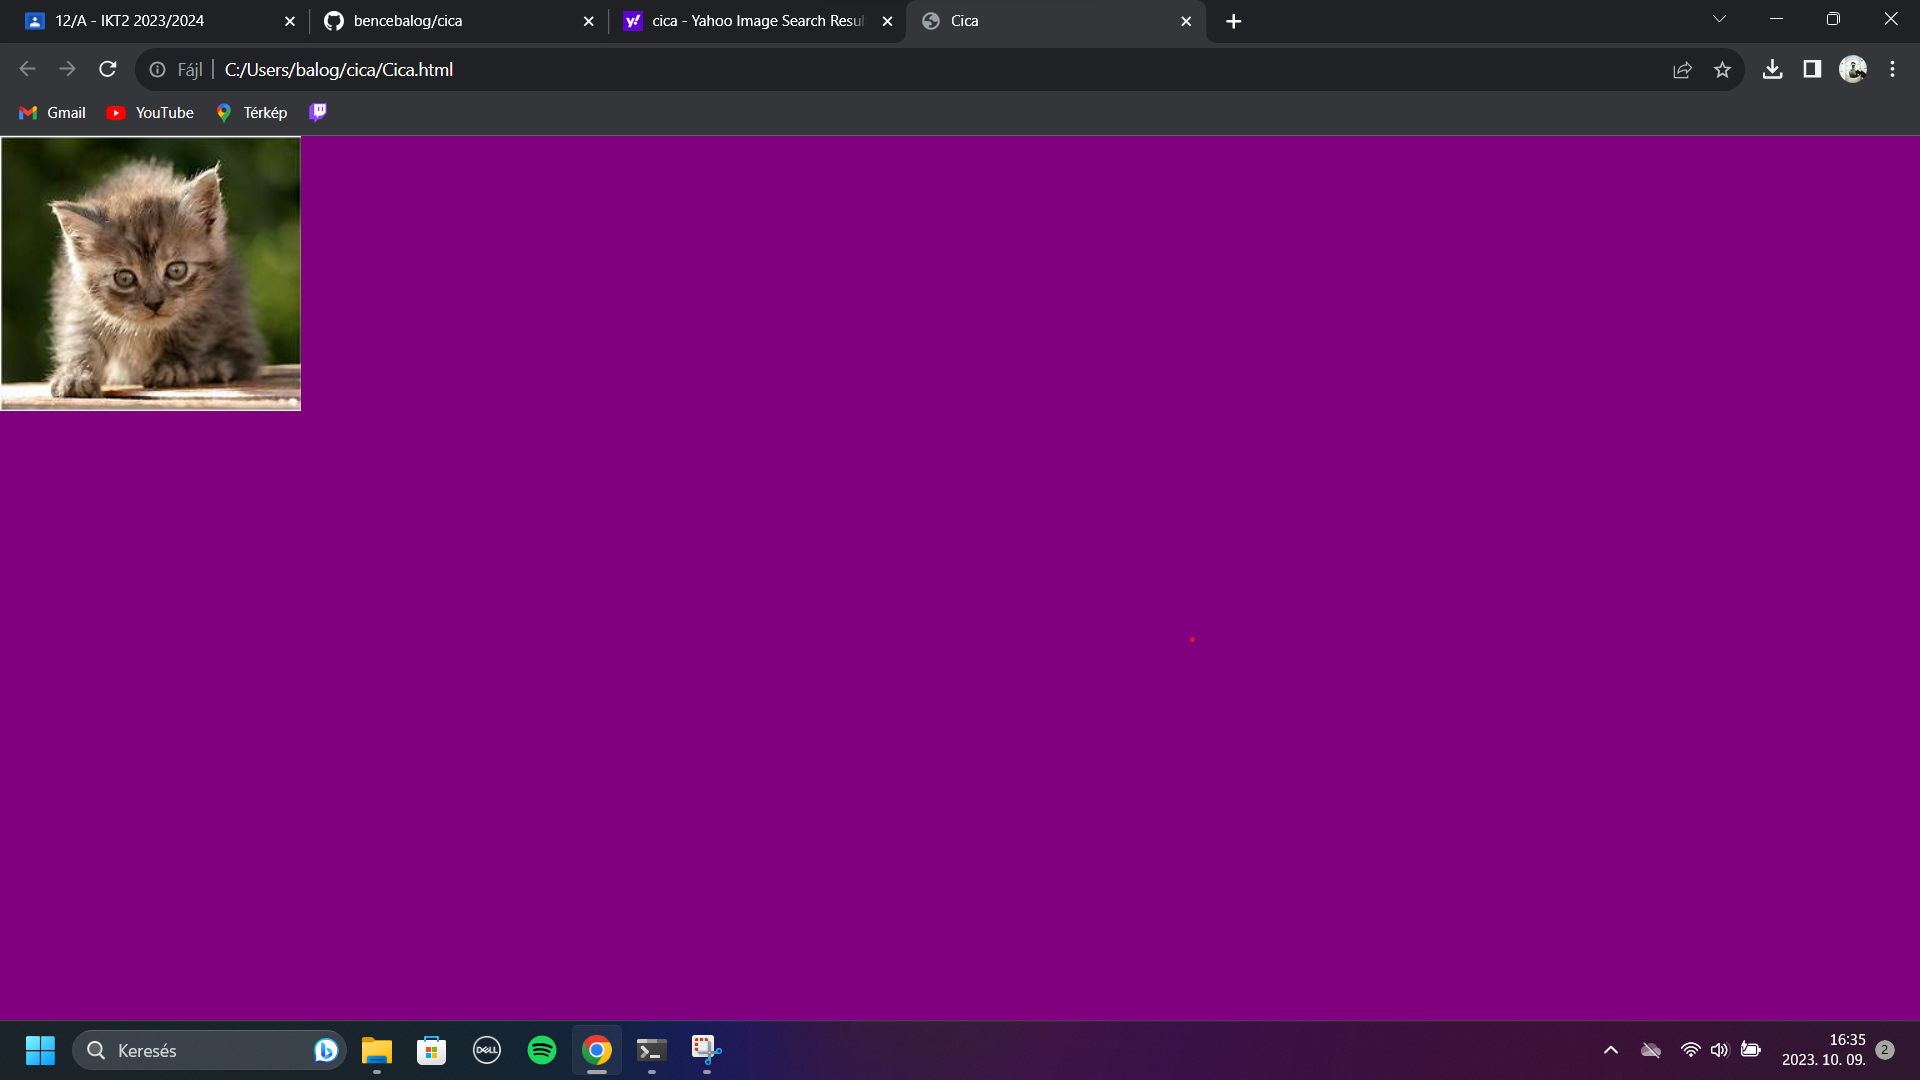 12/A - IKT2 2023/2024
bencebalog/cica
cica - Yahoo Image Search Resul
Cica
Fájl
C:/Users/balog/cica/Cica.html
Gmail
YouTube
Térkép
Keresés
DELL
16:35
2023. 10. 09.
2